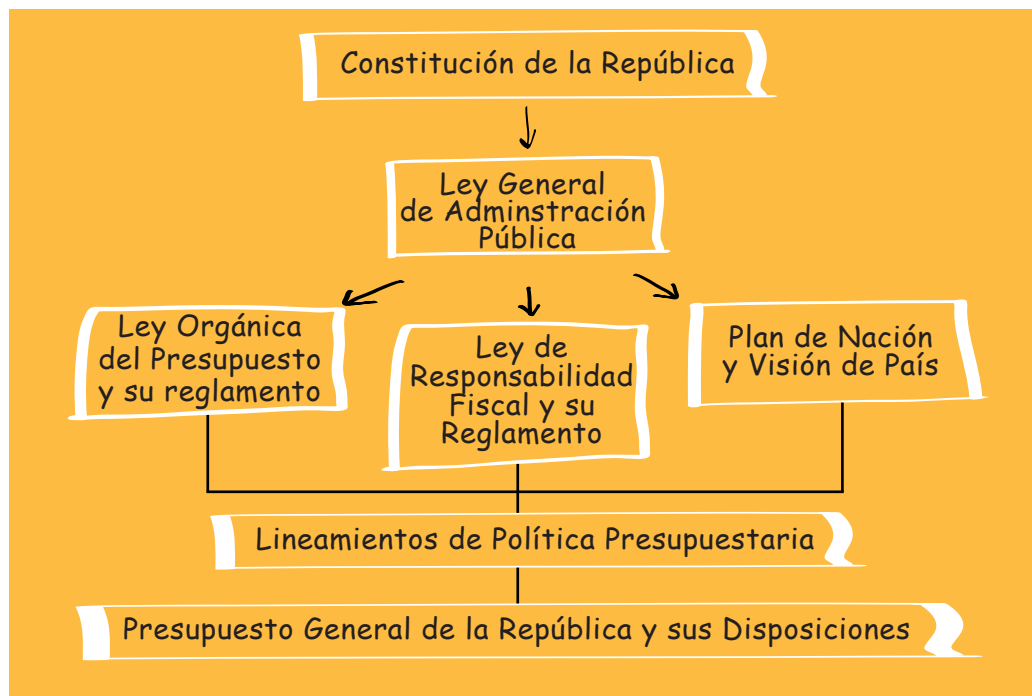 Constitución de la República
Ley General
de Adminstración
Pública
Ley Orgánica
del Presupuesto
y su reglamento
Ley de
Responsabilidad
Fiscal y su
Reglamento
Plan de Nación
y Visión de País
Lineamientos de Política Presupuestaria
Presupuesto General de la República y sus Disposiciones